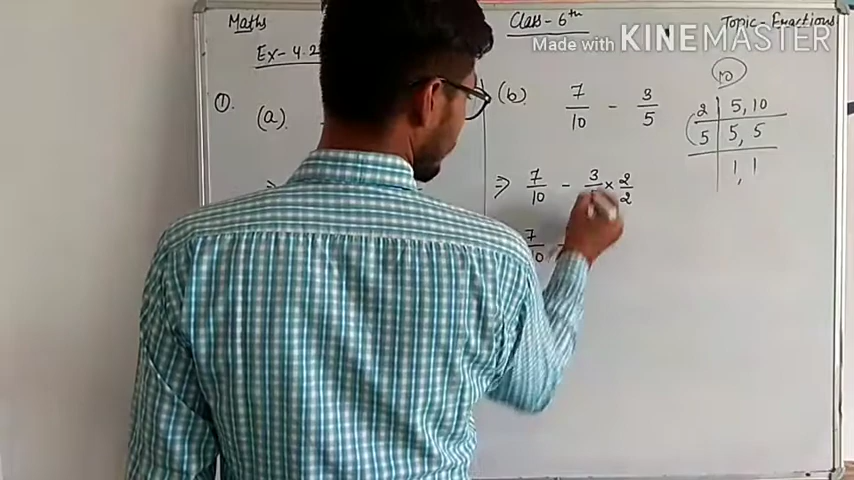 Maths
Class - 6th
Topic - Fractions
Made With KINEMASTER
Ex - 4.2
①
(a)
(b) 7/10 - 3/5
10
2 | 5, 10
5 | 5, 5
1, 1
=> 7/10 - 3/ × 2/2
7/10